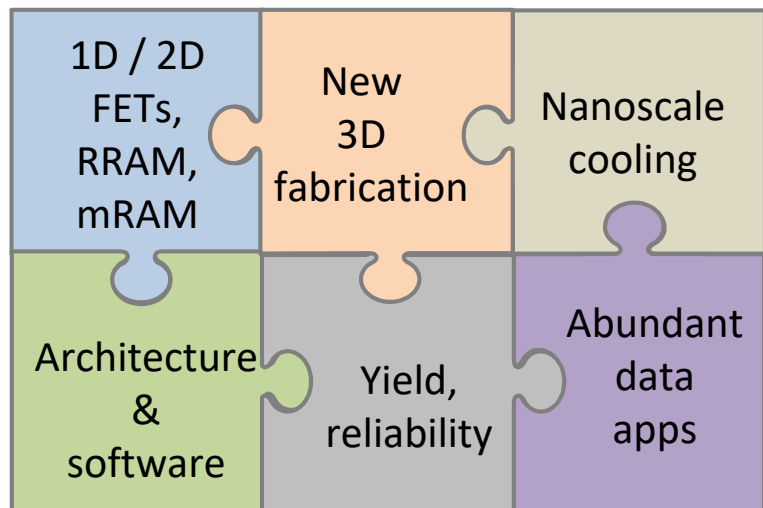 1D / 2D
FETs,
RRAM,
mRAM
New
3D
fabrication
Nanoscale
cooling
Architecture
&
software
Yield,
reliability
Abundant
data
apps